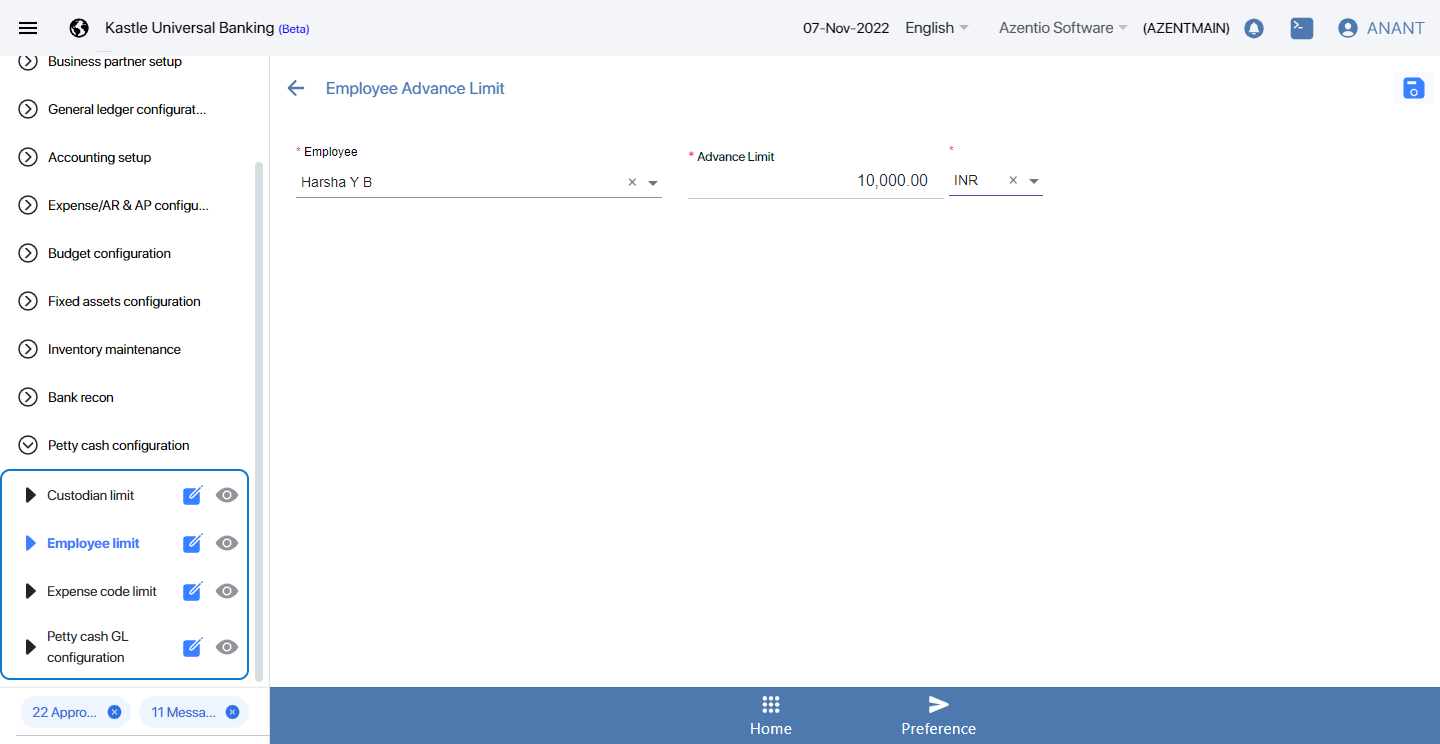 Kastle Universal Banking (Beta)
07-Nov-2022 English Azentio Software (AZENTMAIN) ANANT
Business partner setup
General ledger configurat...
Accounting setup
Expense/AR & AP configu...
Budget configuration
Fixed assets configuration
Inventory maintenance
Bank recon
Petty cash configuration
Custodian limit
Employee limit
Expense code limit
Petty cash GL
configuration
22 Appro... 11 Messa...
Employee Advance Limit
* Employee
Harsha Y B
* Advance Limit
10,000.00
*
INR
Home
Preference